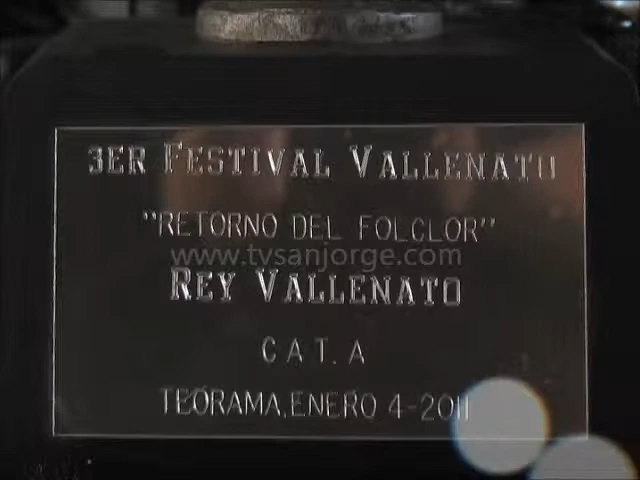 3ER FESTIVAL VALLENATO
"RETORNO DEL FOLCLOR"
www.tvsanjorge.com
REY VALLENATO
CAT. A
TEORAMA, ENERO 4-2011